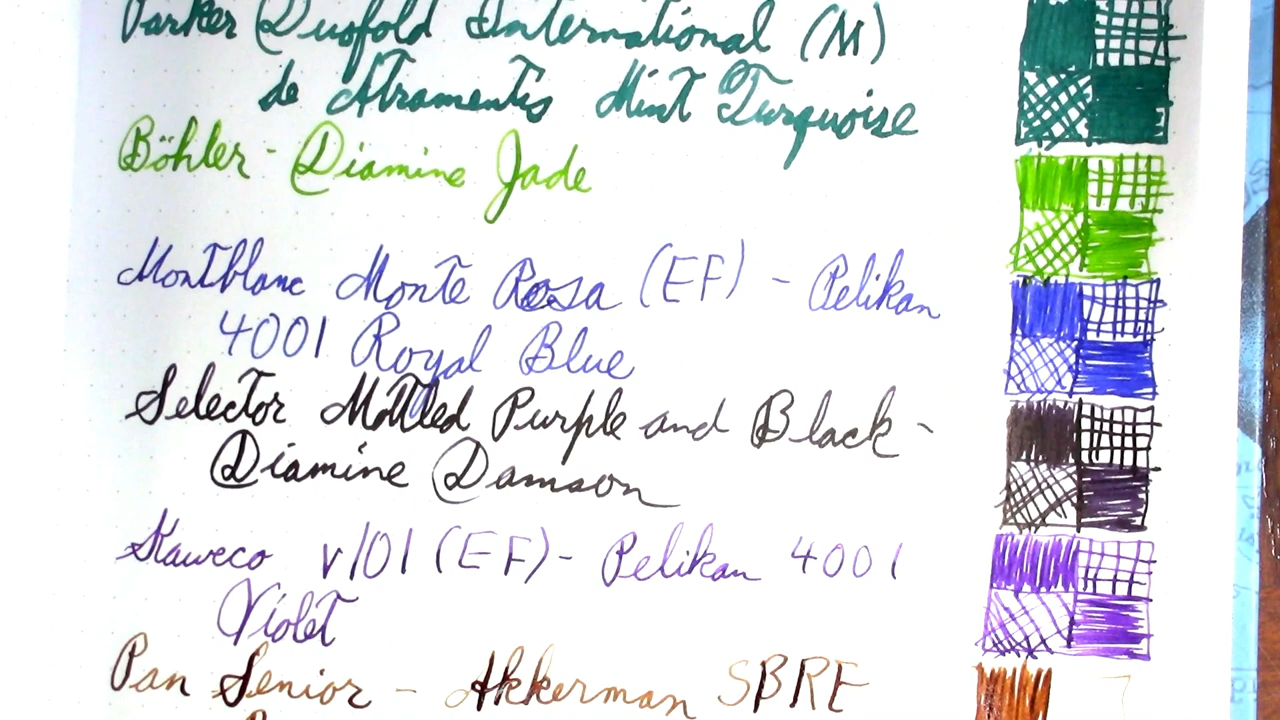 Parker Duofold International (M)
de Atramentis Mint Turquoise
Böhler - Diamine Jade
Montblanc Monte Rosa (EF) - Pelikan
4001 Royal Blue
Selector Mottled Purple and Black -
Diamine Damson
Kaweco V101 (EF) - Pelikan 4001
Violet
Pan Senior - Akkerman SBRE